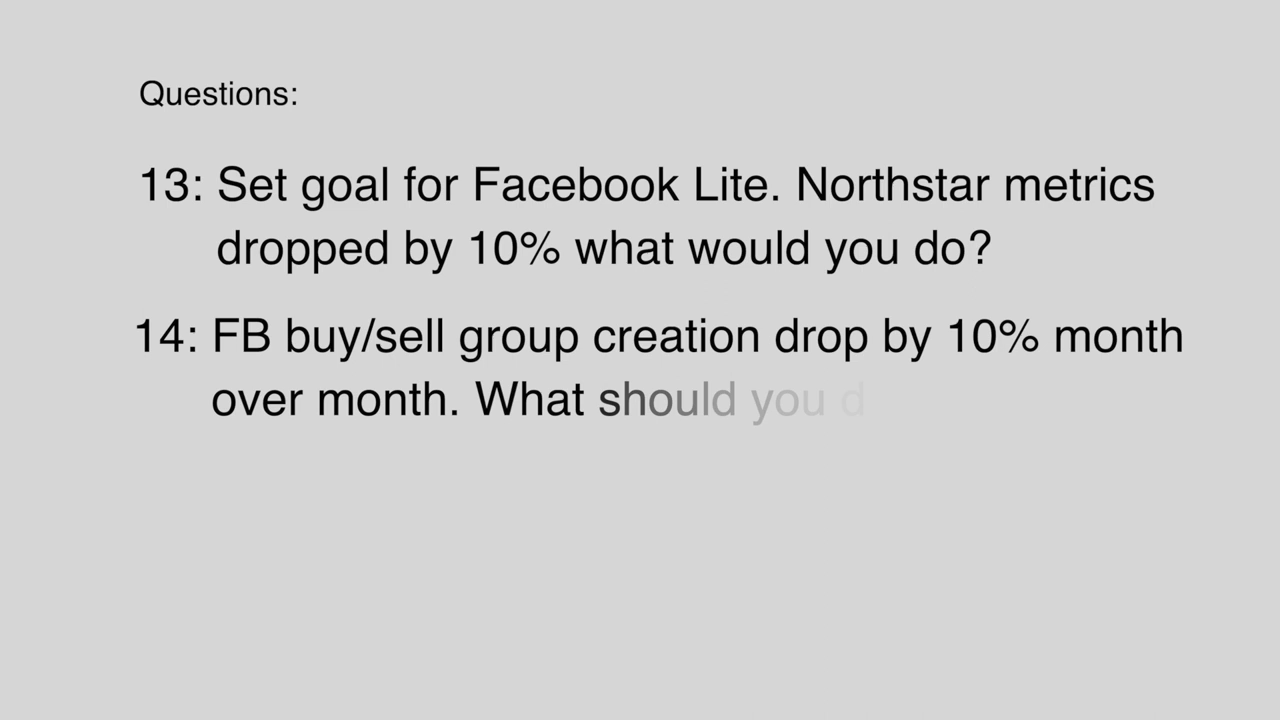 Questions:
13: Set goal for Facebook Lite. Northstar metrics
dropped by 10% what would you do?
14: FB buy/sell group creation drop by 10% month
over month. What should you d